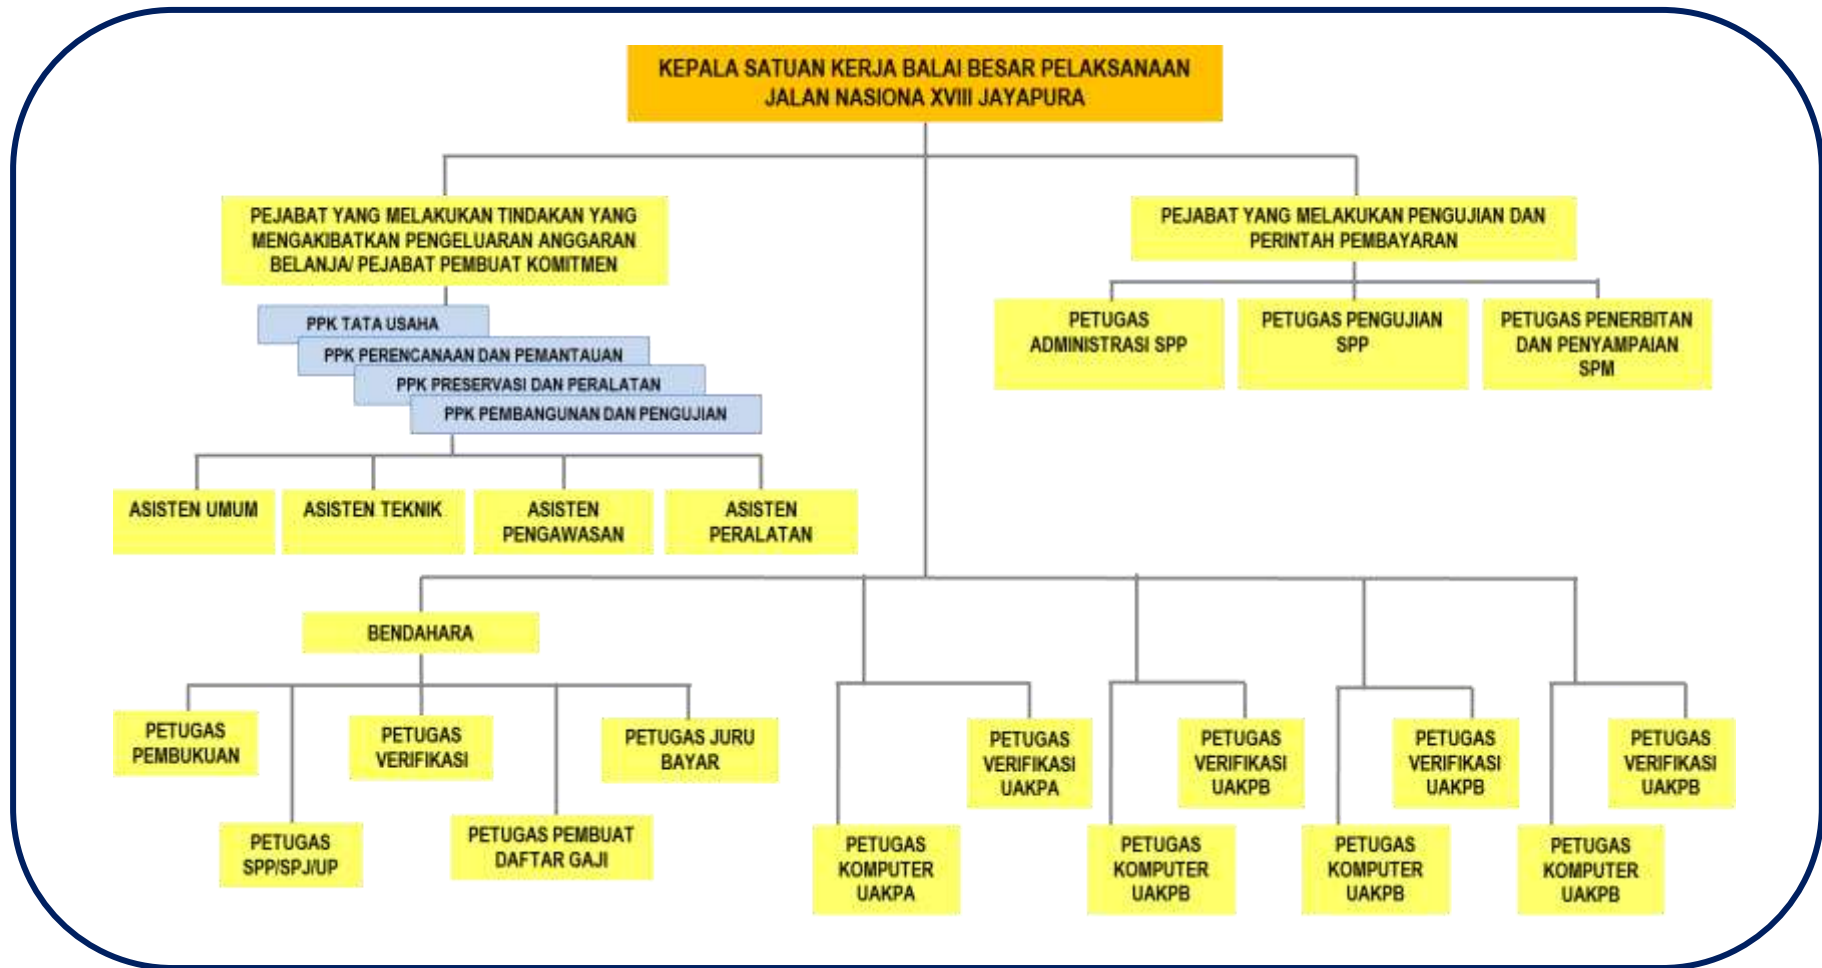 KEPALA SATUAN KERJA BALAI BESAR PELAKSANAAN
JALAN NASIONA XVIII JAYAPURA
PEJABAT YANG MELAKUKAN TINDAKAN YANG
MENGAKIBATKAN PENGELUARAN ANGGARAN
BELANJA/ PEJABAT PEMBUAT KOMITMEN
PEJABAT YANG MELAKUKAN PENGUJIAN DAN
PERINTAH PEMBAYARAN
PPK TATA USAHA
PPK PERENCANAAN DAN PEMANTAUAN
PPK PRESERVASI DAN PERALATAN
PPK PEMBANGUNAN DAN PENGUJIAN
PETUGAS
ADMINISTRASI SPP
PETUGAS PENGUJIAN
SPP
PETUGAS PENERBITAN
DAN PENYAMPAIAN
SPM
ASISTEN UMUM
ASISTEN TEKNIK
ASISTEN
PENGAWASAN
ASISTEN
PERALATAN
BENDAHARA
PETUGAS
PEMBUKUAN
PETUGAS
SPP/SPJ/UP
PETUGAS
VERIFIKASI
PETUGAS PEMBUAT
DAFTAR GAJI
PETUGAS JURU
BAYAR
PETUGAS
KOMPUTER
UAKPA
PETUGAS
VERIFIKASI
UAKPA
PETUGAS
KOMPUTER
UAKPB
PETUGAS
VERIFIKASI
UAKPB
PETUGAS
KOMPUTER
UAKPB
PETUGAS
VERIFIKASI
UAKPB
PETUGAS
KOMPUTER
UAKPB
PETUGAS
VERIFIKASI
UAKPB